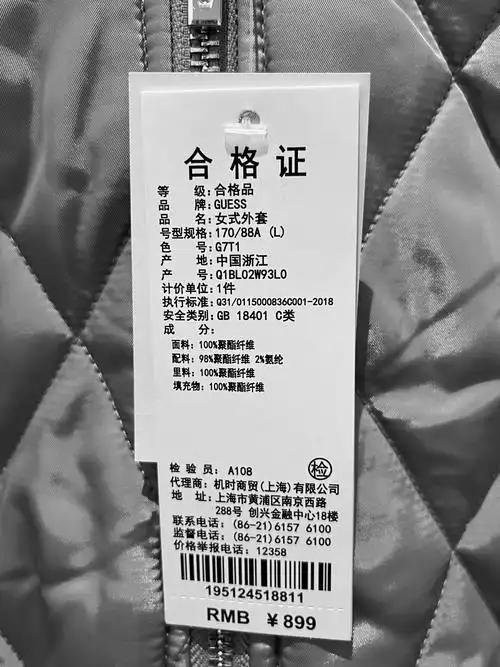 合格证
等 级:合格品
品 牌:GUESS
品 名:女式外套
号型规格:170/88A (L)
色 号:G7T1
产 地:中国浙江
产 号:Q1BL02W93L0
计价单位:1件
执行标准:Q31/0115000836C001-2018
安全类别:GB 18401 C类
成 分:
面料:100%聚酯纤维
配料:98%聚酯纤维 2%氨纶
里料:100%聚酯纤维
填充物:100%聚酯纤维
检 验 员: A108 检
代理商:机时商贸(上海)有限公司
地 址:上海市黄浦区南京西路
288号 创兴金融中心18楼
联系电话:(86-21)6157 6100
监督电话:(86-21)6157 6100
价格举报电话:12358
195124518811
RMB ¥899